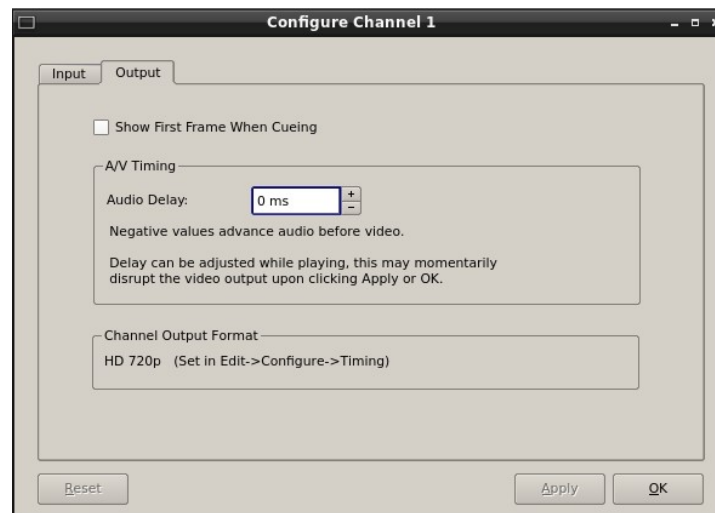 Configure Channel 1
Input
Output
Show First Frame When Cueing
A/V Timing
Audio Delay:
0 ms
Negative values advance audio before video.
Delay can be adjusted while playing, this may momentarily
disrupt the video output upon clicking Apply or OK.
Channel Output Format
HD 720p (Set in Edit->Configure->Timing)
Reset
Apply
OK